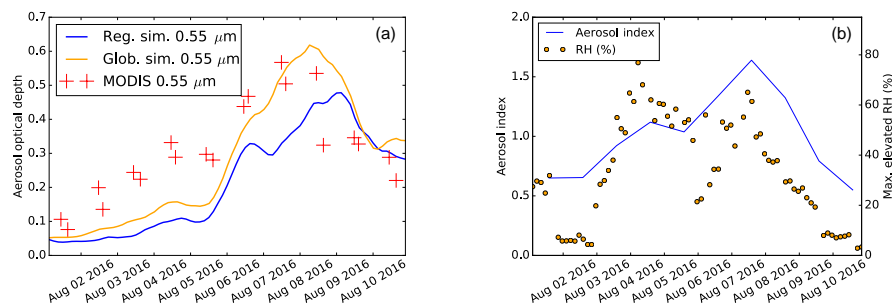 (a)
Reg. sim. 0.55 μm
Glob. sim. 0.55 μm
MODIS 0.55 μm
Aerosol optical depth
0.7
0.6
0.5
0.4
0.3
0.2
0.1
0.0
Aug 02 2016
Aug 03 2016
Aug 04 2016
Aug 05 2016
Aug 06 2016
Aug 07 2016
Aug 08 2016
Aug 09 2016
Aug 10 2016
(b)
Aerosol index
RH (%)
Aerosol index
2.0
1.5
1.0
0.5
0.0
Max. elevated RH (%)
80
60
40
20
0
Aug 02 2016
Aug 03 2016
Aug 04 2016
Aug 05 2016
Aug 06 2016
Aug 07 2016
Aug 08 2016
Aug 09 2016
Aug 10 2016